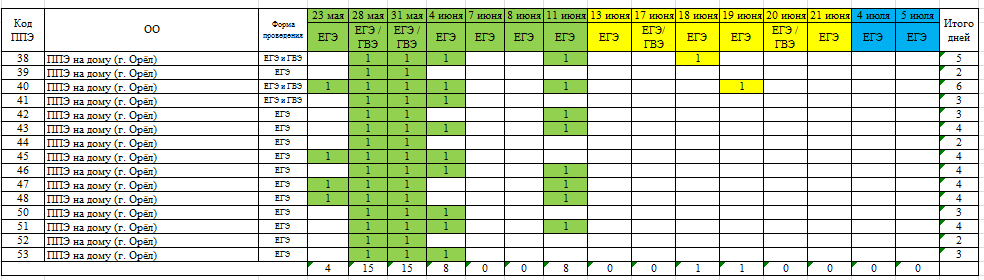 Код ППЭ ОО Форма проведения 23 мая 28 мая 31 мая 4 июня 7 июня 8 июня 11 июня 13 июня 17 июня 18 июня 19 июня 20 июня 21 июня 4 июля 5 июля Итого дней
ЕГЭ ЕГЭ / ГВЭ ЕГЭ / ГВЭ ЕГЭ ЕГЭ ЕГЭ ЕГЭ ЕГЭ ЕГЭ/ ГВЭ ЕГЭ ЕГЭ ЕГЭ/ ГВЭ ЕГЭ ЕГЭ ЕГЭ
38 ППЭ на дому (г. Орёл) ЕГЭ и ГВЭ 1 1 1 1 1 5
39 ППЭ на дому (г. Орёл) ЕГЭ 1 1 2
40 ППЭ на дому (г. Орёл) ЕГЭ и ГВЭ 1 1 1 1 1 1 6
41 ППЭ на дому (г. Орёл) ЕГЭ и ГВЭ 1 1 1 3
42 ППЭ на дому (г. Орёл) ЕГЭ 1 1 1 3
43 ППЭ на дому (г. Орёл) ЕГЭ 1 1 1 1 4
44 ППЭ на дому (г. Орёл) ЕГЭ 1 1 2
45 ППЭ на дому (г. Орёл) ЕГЭ 1 1 1 1 4
46 ППЭ на дому (г. Орёл) ЕГЭ 1 1 1 1 4
47 ППЭ на дому (г. Орёл) ЕГЭ 1 1 1 1 4
48 ППЭ на дому (г. Орёл) ЕГЭ 1 1 1 1 4
50 ППЭ на дому (г. Орёл) ЕГЭ 1 1 1 3
51 ППЭ на дому (г. Орёл) ЕГЭ 1 1 1 1 4
52 ППЭ на дому (г. Орёл) ЕГЭ 1 1 2
53 ППЭ на дому (г. Орёл) ЕГЭ 1 1 1 3
4 15 15 8 0 0 8 0 0 1 1 0 0 0 0